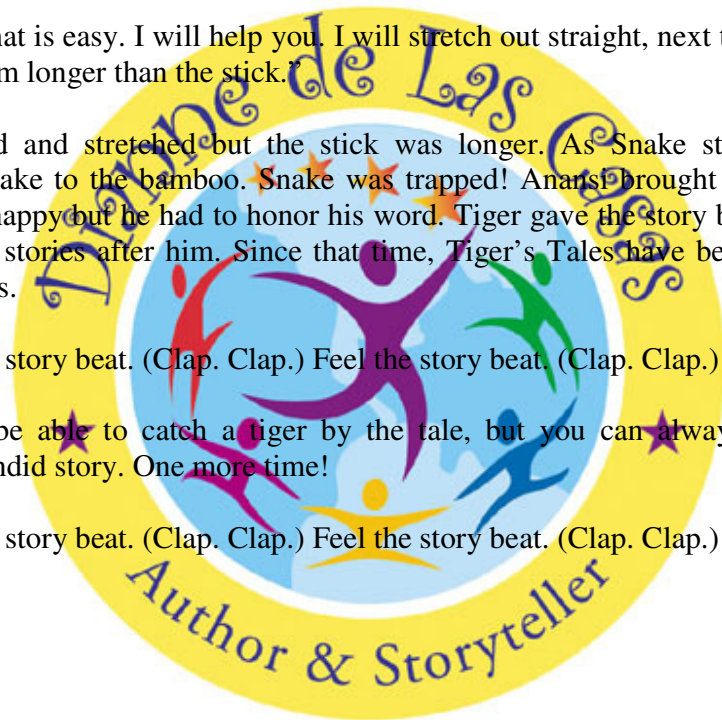 hat is easy. I will help you. I will stretch out straight, next t
m longer than the stick.”
d and stretched but the stick was longer. As Snake st
ake to the bamboo. Snake was trapped! Anansi brought
happy but he had to honor his word. Tiger gave the story b
stories after him. Since that time, Tiger’s Tales have be
s.
story beat. (Clap. Clap.) Feel the story beat. (Clap. Clap.)
be able to catch a tiger by the tale, but you can alway
ndid story. One more time!
story beat. (Clap. Clap.) Feel the story beat. (Clap. Clap.)
Dianne de Las Casas
Author & Storyteller